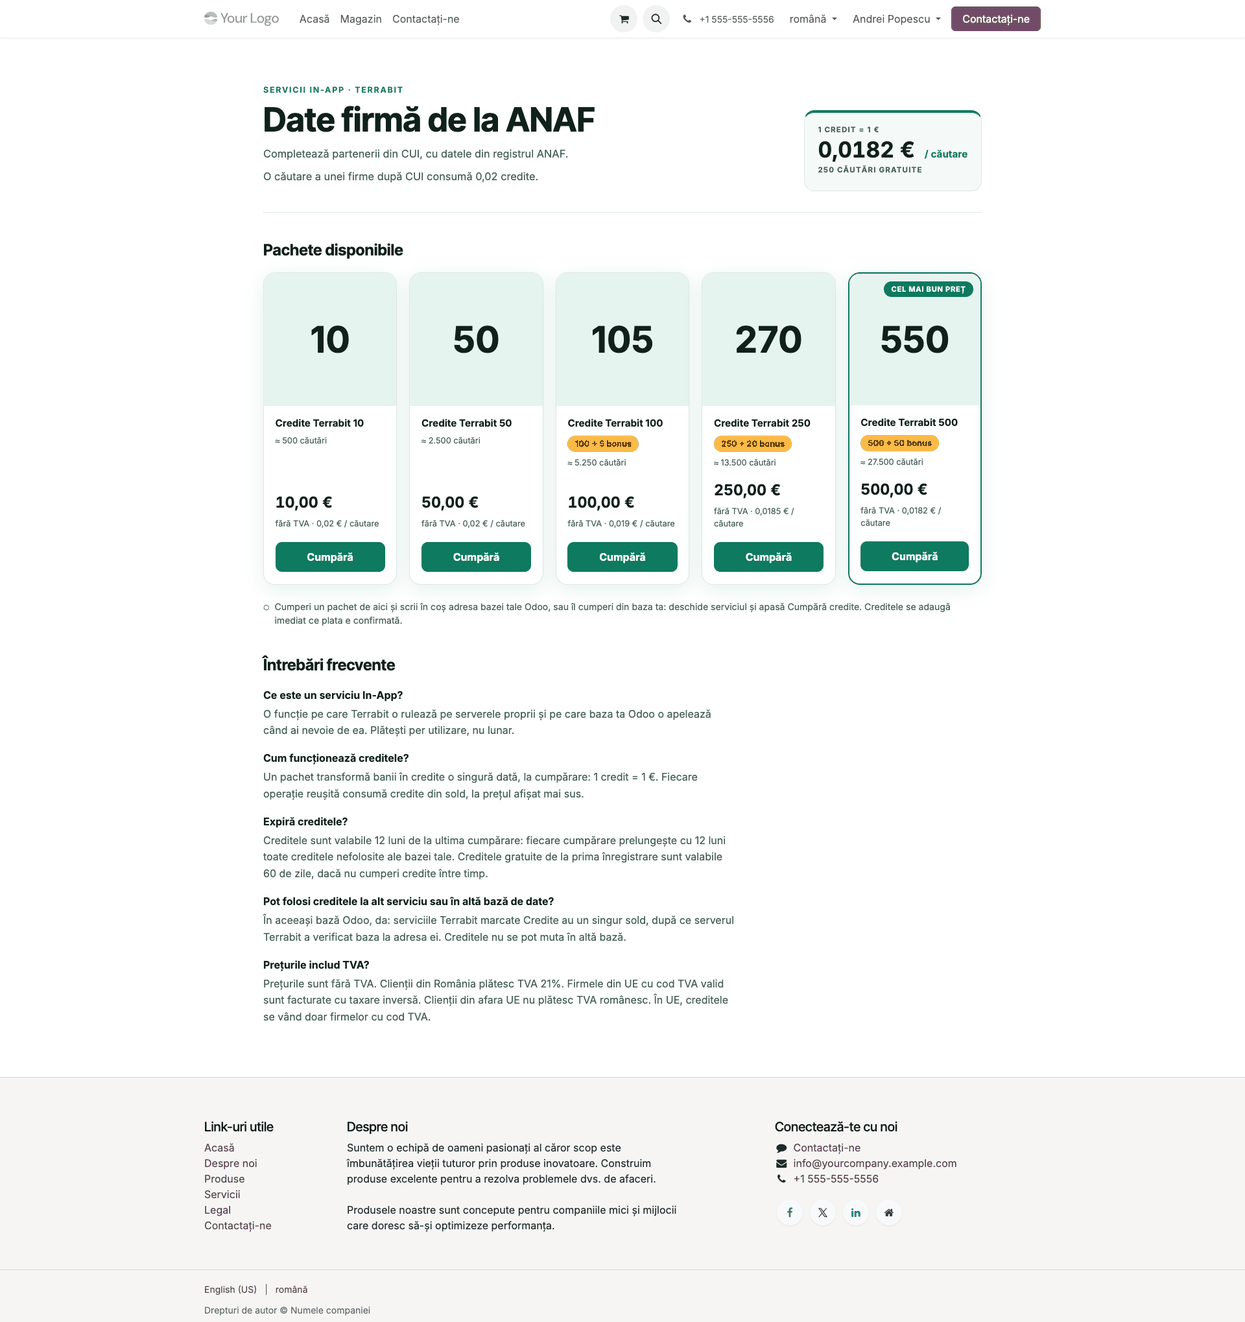 Your Logo
Acasă
Magazin
Contactați-ne
+1 555-555-5556
română
Andrei Popescu
Contactați-ne
SERVICII IN-APP · TERRABIT
Date firmă de la ANAF
Completează partenerii din CUI, cu datele din registrul ANAF.
O căutare a unei firme după CUI consumă 0,02 credite.
1 CREDIT = 1 €
0,0182 € / căutare
250 CĂUTĂRI GRATUITE
Pachete disponibile
10
Credite Terrabit 10
≈ 500 căutări
10,00 €
fără TVA · 0,02 € / căutare
Cumpără
50
Credite Terrabit 50
≈ 2.500 căutări
50,00 €
fără TVA · 0,02 € / căutare
Cumpără
105
Credite Terrabit 100
100 + 5 bonus
≈ 5.250 căutări
100,00 €
fără TVA · 0,019 € / căutare
Cumpără
270
Credite Terrabit 250
250 + 20 bonus
≈ 13.500 căutări
250,00 €
fără TVA · 0,0185 € /
căutare
Cumpără
CEL MAI BUN PREȚ
550
Credite Terrabit 500
500 + 50 bonus
≈ 27.500 căutări
500,00 €
fără TVA · 0,0182 € /
căutare
Cumpără
Cumperi un pachet de aici și scrii în coș adresa bazei tale Odoo, sau îl cumperi din baza ta: deschide serviciul și apasă Cumpără credite. Creditele se adaugă
imediat ce plata e confirmată.
Întrebări frecvente
Ce este un serviciu In-App?
O funcție pe care Terrabit o rulează pe serverele proprii și pe care baza ta Odoo o apelează
când ai nevoie de ea. Plătești per utilizare, nu lunar.
Cum funcționează creditele?
Un pachet transformă banii în credite o singură dată, la cumpărare: 1 credit = 1 €. Fiecare
operație reușită consumă credite din sold, la prețul afișat mai sus.
Expiră creditele?
Creditele sunt valabile 12 luni de la ultima cumpărare: fiecare cumpărare prelungește cu 12 luni
toate creditele nefolosite ale bazei tale. Creditele gratuite de la prima înregistrare sunt valabile
60 de zile, dacă nu cumperi credite între timp.
Pot folosi creditele la alt serviciu sau în altă bază de date?
În aceeași bază Odoo, da: serviciile Terrabit marcate Credite au un singur sold, după ce serverul
Terrabit a verificat baza la adresa ei. Creditele nu se pot muta în altă bază.
Prețurile includ TVA?
Prețurile sunt fără TVA. Clienții din România plătesc TVA 21%. Firmele din UE cu cod TVA valid
sunt facturate cu taxare inversă. Clienții din afara UE nu plătesc TVA românesc. În UE, creditele
se vând doar firmelor cu cod TVA.
Link-uri utile
Acasă
Despre noi
Produse
Servicii
Legal
Contactați-ne
Despre noi
Suntem o echipă de oameni pasionați al căror scop este
îmbunătățirea vieții tuturor prin produse inovatoare. Construim
produse excelente pentru a rezolva problemele dvs. de afaceri.
Produsele noastre sunt concepute pentru companiile mici și mijlocii
care doresc să-și optimizeze performanța.
Conectează-te cu noi
Contactați-ne
info@yourcompany.example.com
+1 555-555-5556
English (US) | română
Drepturi de autor © Numele companiei